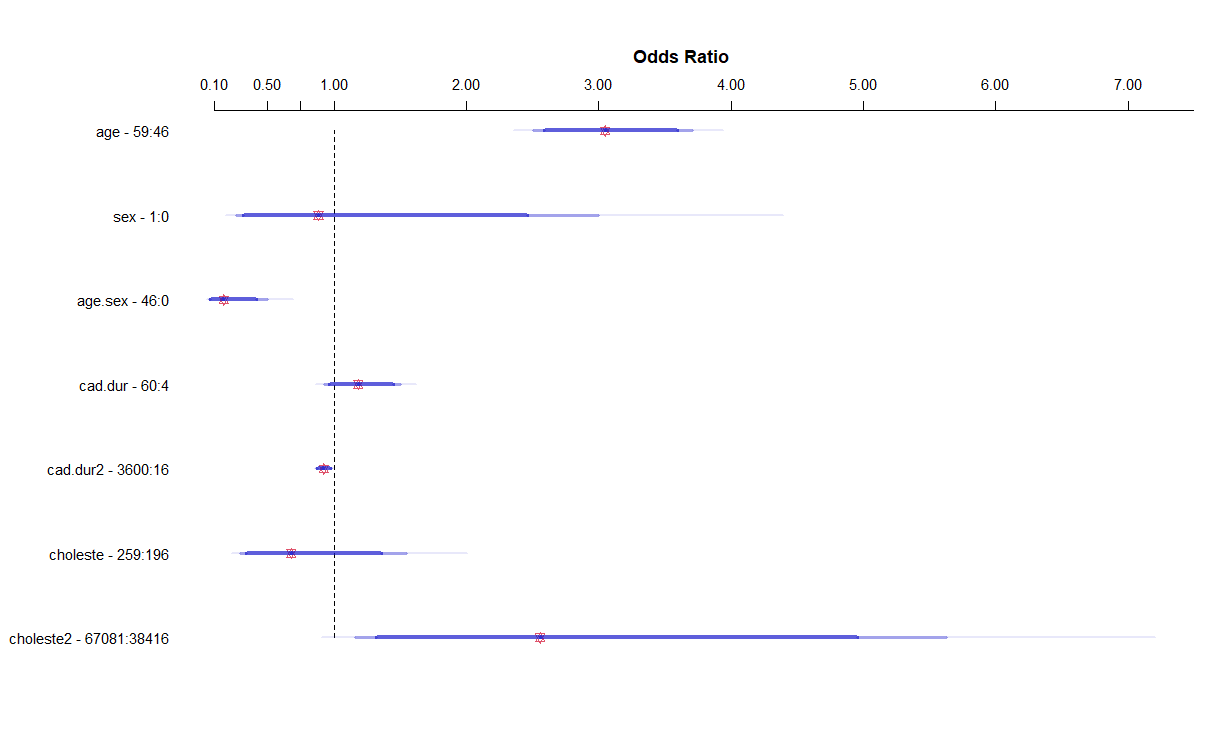 Odds Ratio
0.10 0.50 1.00 2.00 3.00 4.00 5.00 6.00 7.00
age - 59:46
sex - 1:0
age.sex - 46:0
cad.dur - 60:4
cad.dur2 - 3600:16
choleste - 259:196
choleste2 - 67081:38416